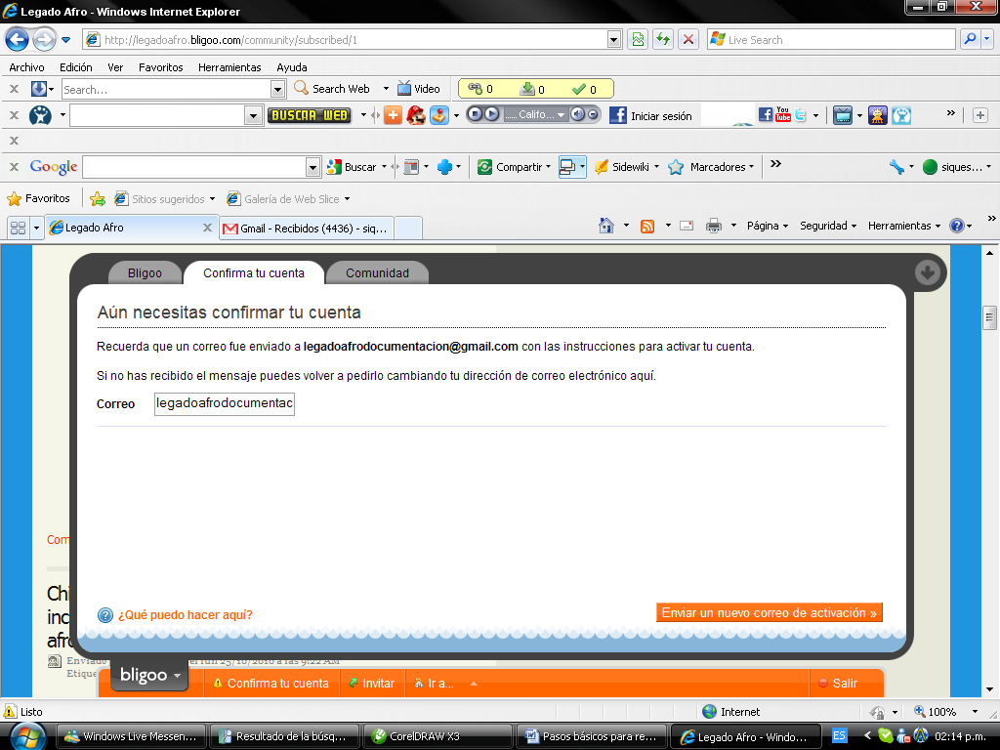 Legado Afro - Windows Internet Explorer
http://legadoafro.bligoo.com/community/subscribed/1
Live Search
Archivo Edición Ver Favoritos Herramientas Ayuda
Search... Search Web Video 0 0 0
BUSCAR WEB ..... Califo... Iniciar sesión You Tube
Google Buscar Compartir Sidewiki Marcadores siques...
Favoritos Sitios sugeridos Galería de Web Slice
Legado Afro Gmail - Recibidos (4436) - siq... Página Seguridad Herramientas
Bligoo Confirma tu cuenta Comunidad
Aún necesitas confirmar tu cuenta
Recuerda que un correo fue enviado a legadoafrodocumentacion@gmail.com con las instrucciones para activar tu cuenta.
Si no has recibido el mensaje puedes volver a pedirlo cambiando tu dirección de correo electrónico aquí.
Correo legadoafrodocumentac
Com
Chi
inc
afro
¿Qué puedo hacer aquí? Enviar un nuevo correo de activación »
Enviado el lun 25/10/2010 a las 9:22 AM
Etique
bligoo Confirma tu cuenta Invitar Ir a... Salir
Listo Internet 100%
Windows Live Messen... Resultado de la búsq... CorelDRAW X3 Pasos básicos para re... Legado Afro - Windo... ES 02:14 p.m.